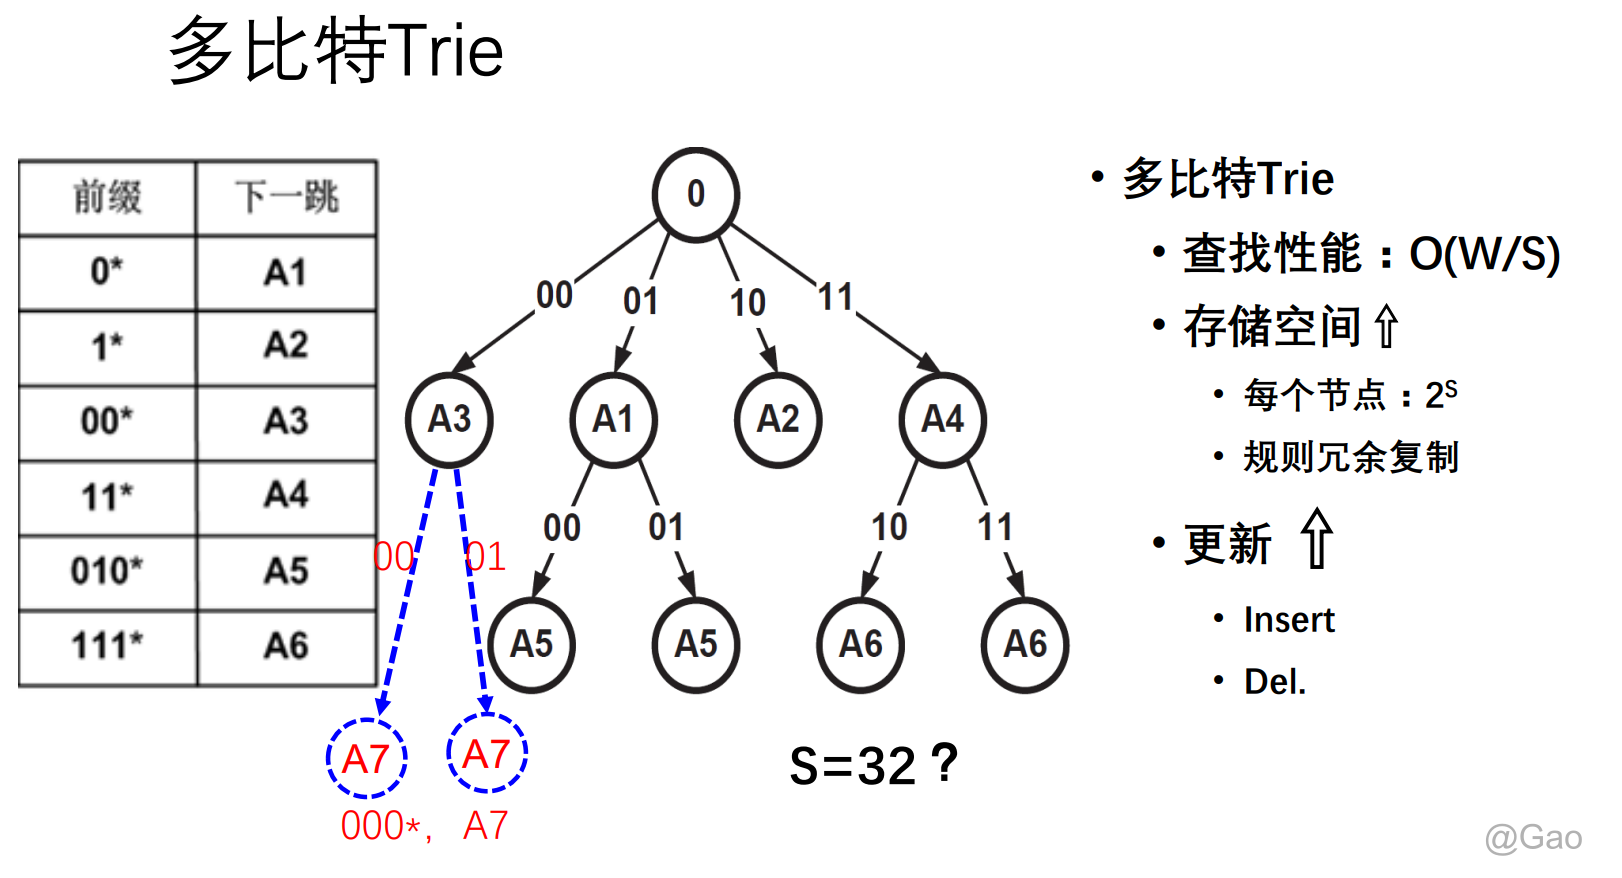 多比特Trie
前缀 下一跳
0* A1
1* A2
00* A3
11* A4
010* A5
111* A6
0
00 01 10 11
A3 A1 A2 A4
00 01 00 01 10 11
A5 A5 A6 A6
A7 A7
000*, A7
S=32？
• 多比特Trie
• 查找性能：O(W/S)
• 存储空间⇧
• 每个节点：2ˢ
• 规则冗余复制
• 更新 ⇧
• Insert
• Del.
@Gao